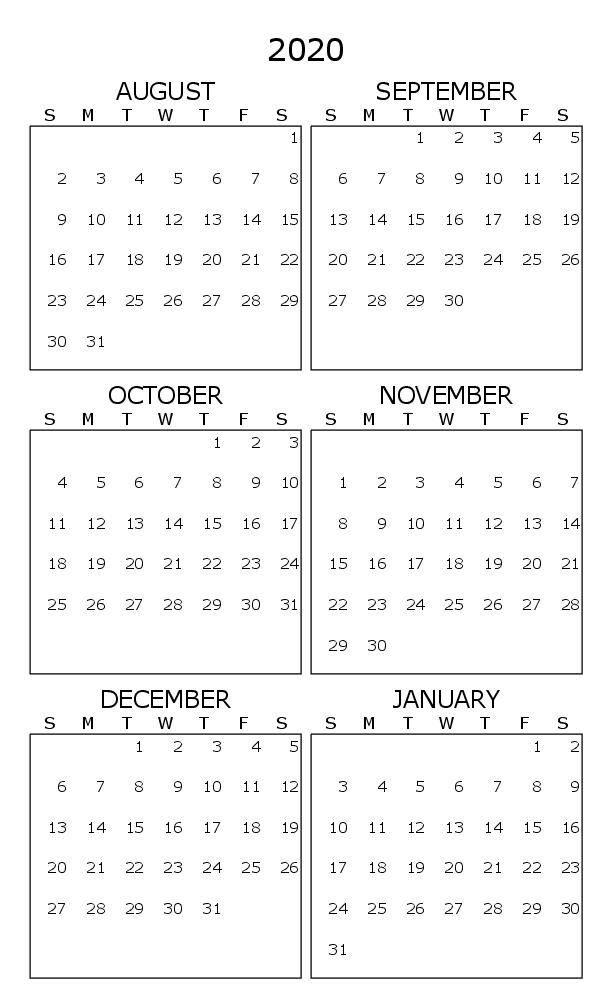 2020
AUGUST
S M T W T F S
1
2 3 4 5 6 7 8
9 10 11 12 13 14 15
16 17 18 19 20 21 22
23 24 25 26 27 28 29
30 31
SEPTEMBER
S M T W T F S
1 2 3 4 5
6 7 8 9 10 11 12
13 14 15 16 17 18 19
20 21 22 23 24 25 26
27 28 29 30
OCTOBER
S M T W T F S
1 2 3
4 5 6 7 8 9 10
11 12 13 14 15 16 17
18 19 20 21 22 23 24
25 26 27 28 29 30 31
NOVEMBER
S M T W T F S
1 2 3 4 5 6 7
8 9 10 11 12 13 14
15 16 17 18 19 20 21
22 23 24 25 26 27 28
29 30
DECEMBER
S M T W T F S
1 2 3 4 5
6 7 8 9 10 11 12
13 14 15 16 17 18 19
20 21 22 23 24 25 26
27 28 29 30 31
JANUARY
S M T W T F S
1 2
3 4 5 6 7 8 9
10 11 12 13 14 15 16
17 18 19 20 21 22 23
24 25 26 27 28 29 30
31